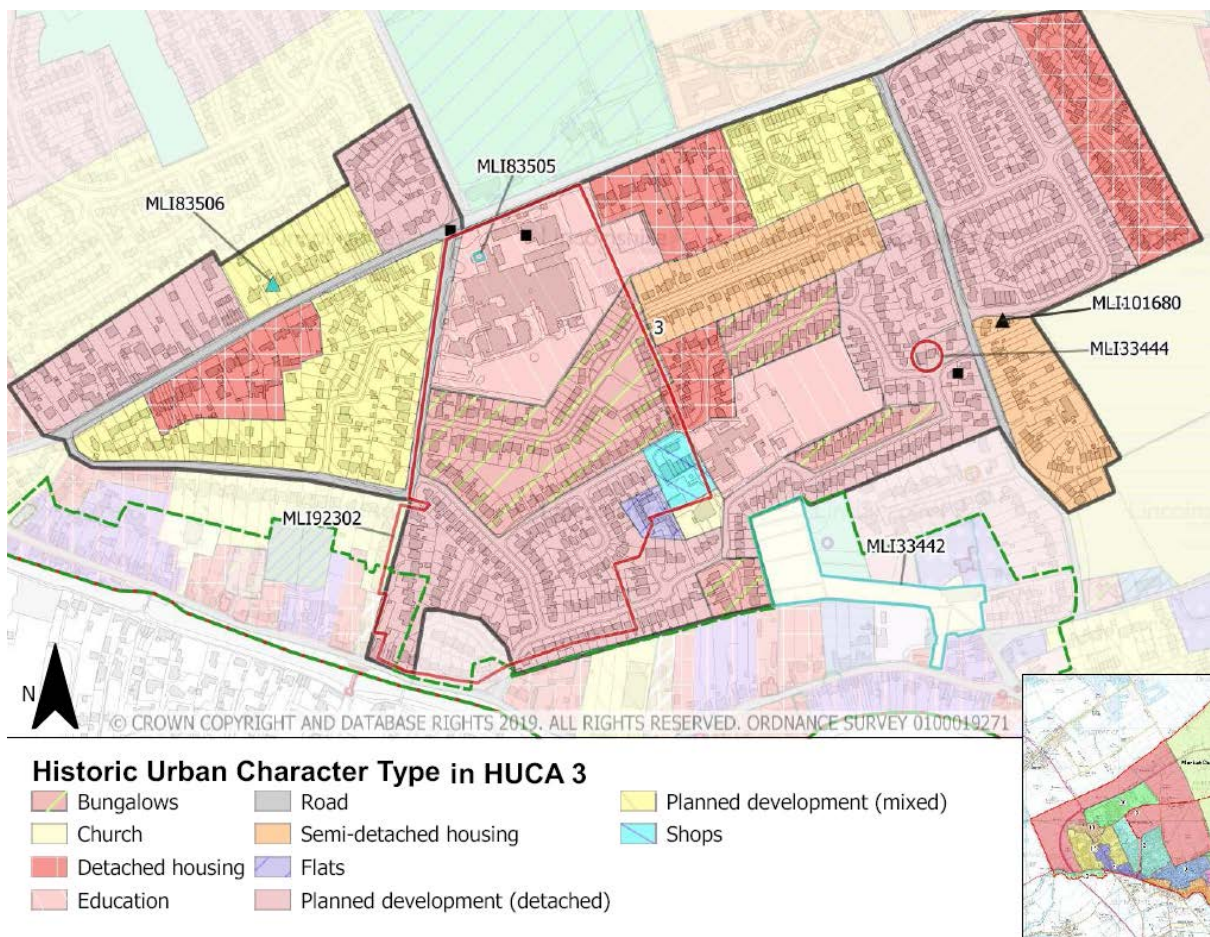 MLI83505
MLI83506
MLI101680
3
MLI33444
MLI92302
MLI33442
N
© CROWN COPYRIGHT AND DATABASE RIGHTS 2019. ALL RIGHTS RESERVED. ORDNANCE SURVEY 0100019271
Historic Urban Character Type in HUCA 3
Bungalows
Road
Planned development (mixed)
Church
Semi-detached housing
Shops
Detached housing
Flats
Education
Planned development (detached)